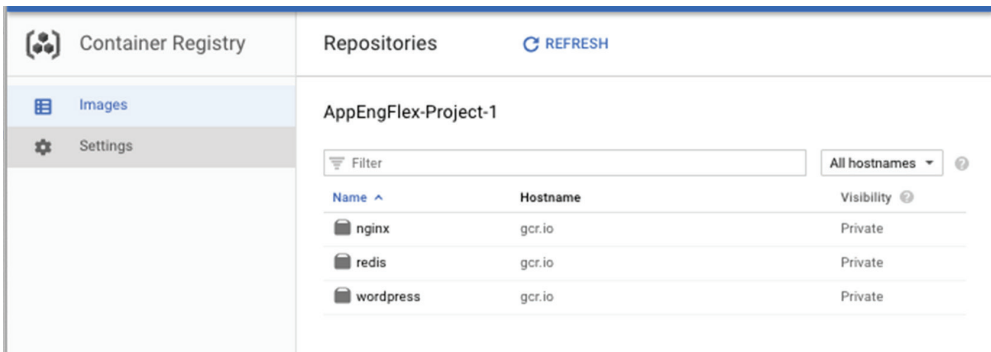 Container Registry
Repositories
REFRESH
Images
Settings
AppEngFlex-Project-1
Filter
All hostnames
Name Hostname Visibility
nginx gcr.io Private
redis gcr.io Private
wordpress gcr.io Private